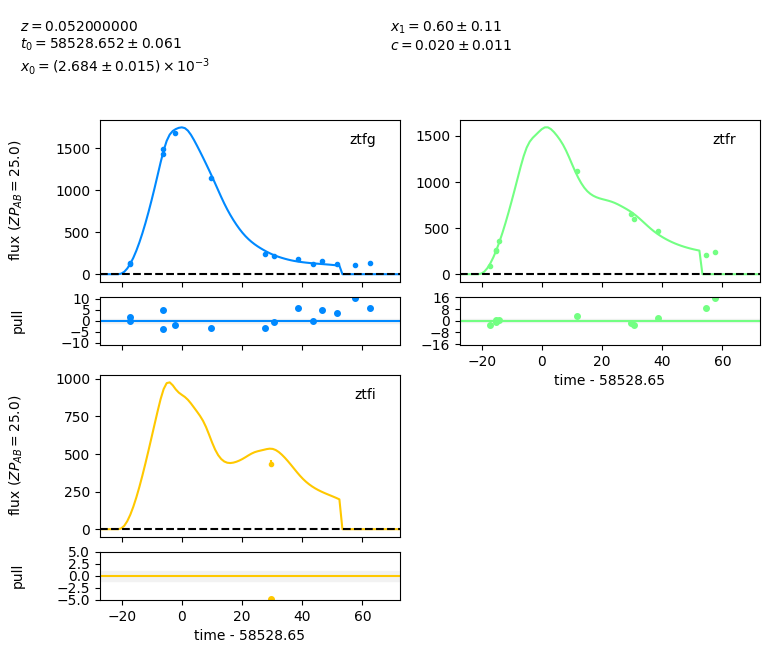 z = 0.052000000
t₀ = 58528.652 ± 0.061
x₀ = (2.684 ± 0.015) × 10⁻³
x₁ = 0.60 ± 0.11
c = 0.020 ± 0.011
flux (ZP_AB = 25.0)
ztfg
1500
1000
500
0
ztfr
1500
1000
500
0
pull
10
5
0
−5
−10
16
8
0
−8
−16
−20 0 20 40 60
time - 58528.65
flux (ZP_AB = 25.0)
ztfi
1000
750
500
250
0
pull
5.0
2.5
0.0
−2.5
−5.0
−20 0 20 40 60
time - 58528.65